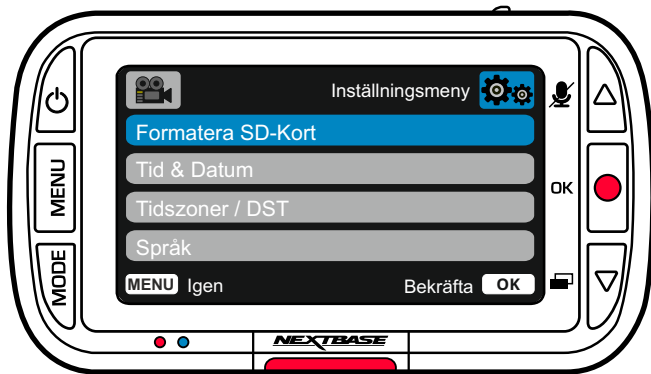 Inställningsmeny
Formatera SD-Kort
Tid & Datum
Tidszoner / DST
Språk
MENU Igen Bekräfta OK
MENU
MODE
OK
NEXTBASE